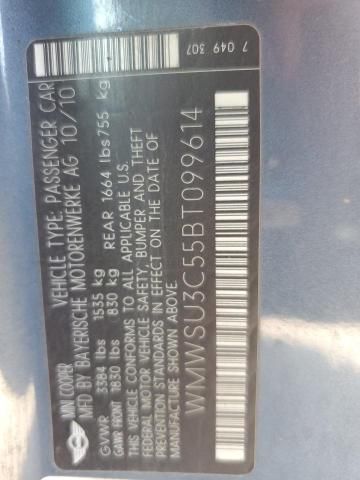 MINI COOPER VEHICLE TYPE: PASSENGER CAR
MFD BY BAYERISCHE MOTORENWERKE AG 10/10
GVWR 3384 lbs 1535 kg
GAWR FRONT 1830 lbs 830 kg REAR 1664 lbs 755 kg
THIS VEHICLE CONFORMS TO ALL APPLICABLE U.S.
FEDERAL MOTOR VEHICLE SAFETY, BUMPER AND THEFT
PREVENTION STANDARDS IN EFFECT ON THE DATE OF
MANUFACTURE SHOWN ABOVE.
WMWSU3C55BT099614
7 049 307